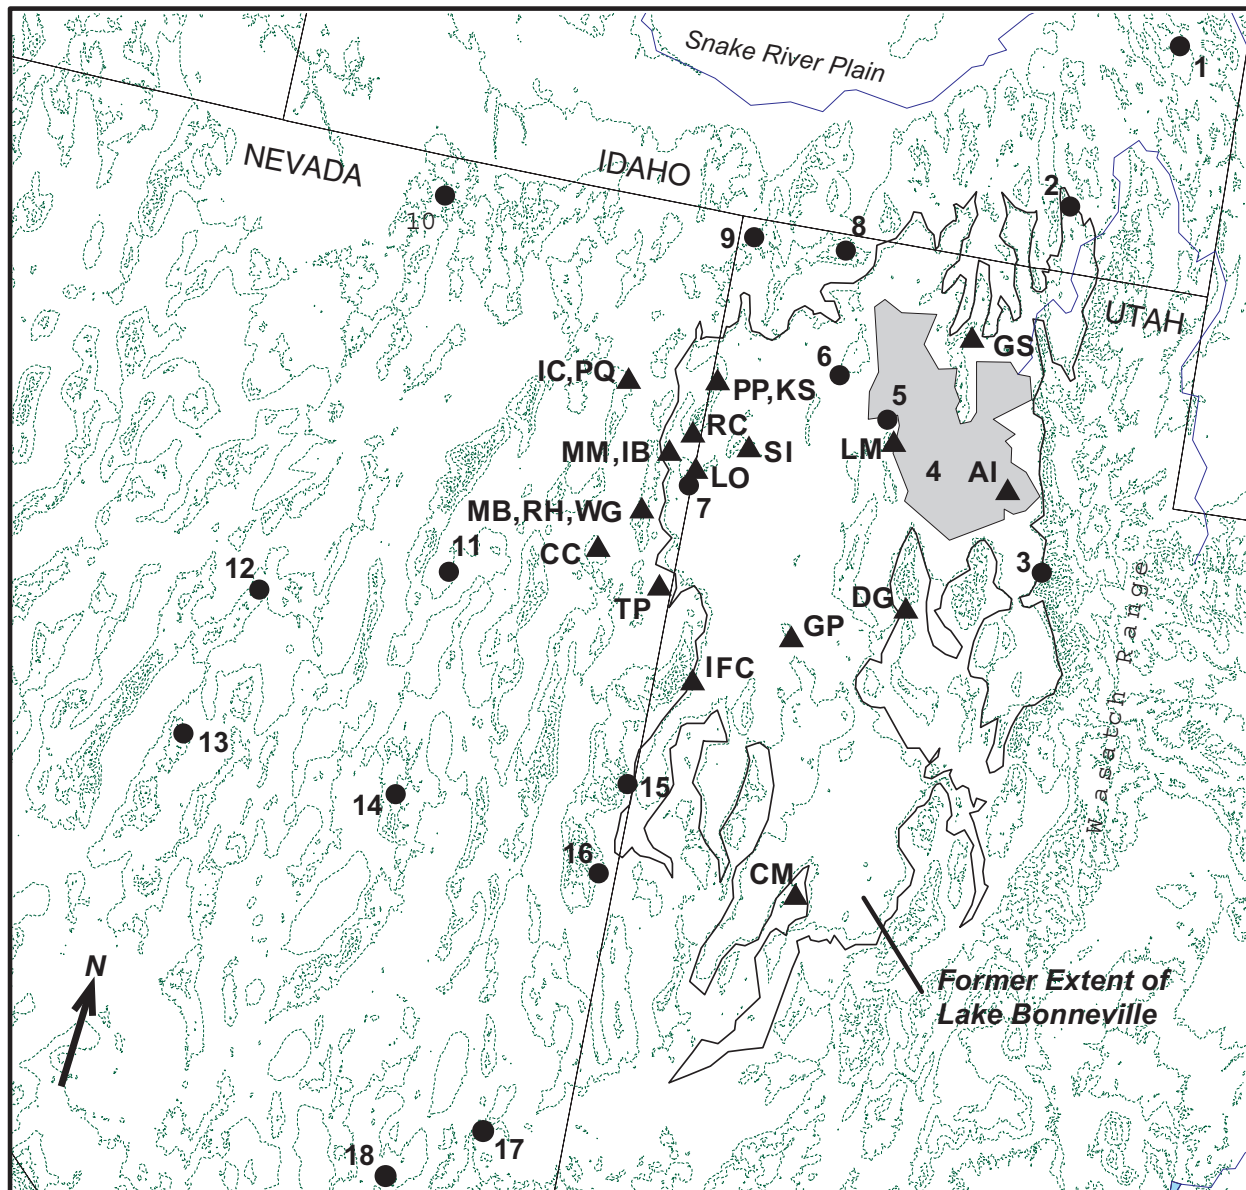 Snake River Plain
1
NEVADA
IDAHO
10
2
9
8
UTAH
GS
6
IC,PQ
PP,KS
5
RC
MM,IB
SI
LM
4
AI
LO
7
MB,RH,WG
CC
11
12
3
TP
DG
GP
IFC
Wasatch Range
13
14
15
16
CM
N
Former Extent of
Lake Bonneville
17
18